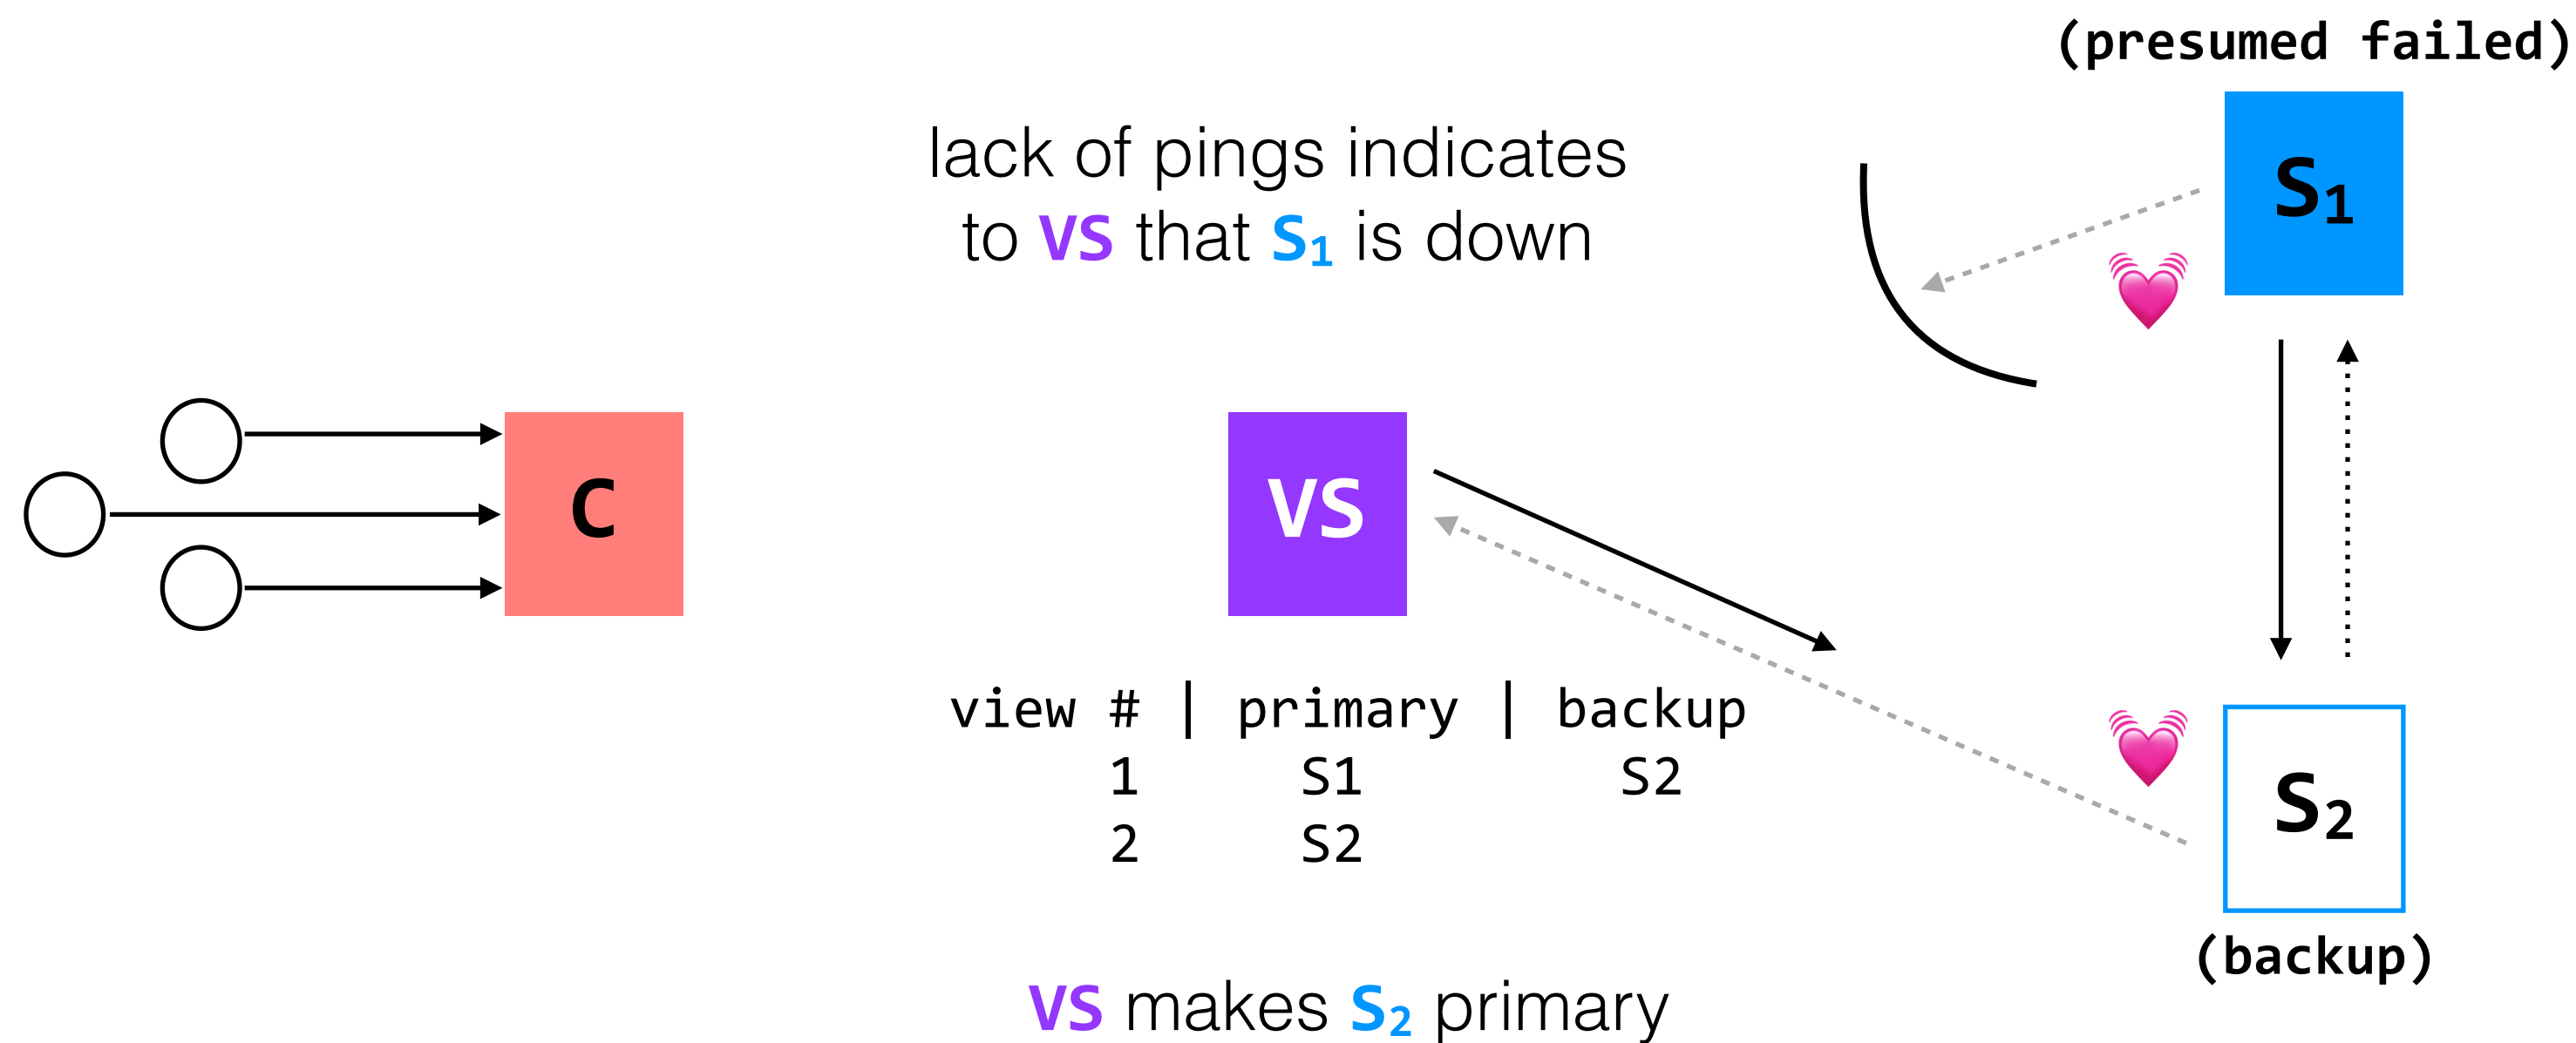 (presumed failed)
lack of pings indicates
to VS that S₁ is down
S₁
C
VS
view # | primary | backup
1 S1 S2
2 S2
S₂
(backup)
VS makes S₂ primary